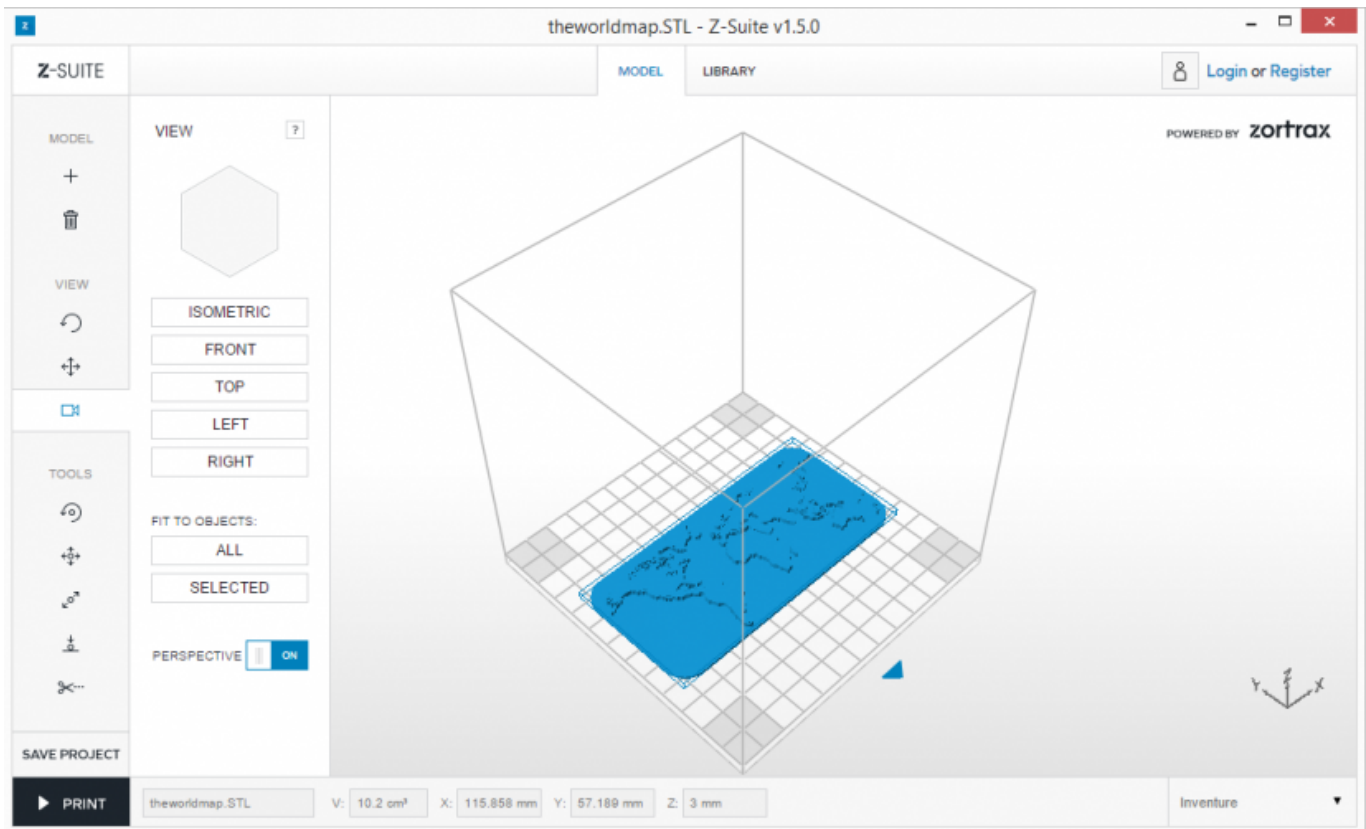 theworldmap.STL - Z-Suite v1.5.0
Z-SUITE
MODEL
LIBRARY
Login or Register
MODEL
VIEW
TOOLS
SAVE PROJECT
PRINT
VIEW
?
ISOMETRIC
FRONT
TOP
LEFT
RIGHT
FIT TO OBJECTS:
ALL
SELECTED
PERSPECTIVE ON
POWERED BY zortrax
Y Z X
theworldmap.STL V: 10.2 cm³ X: 115.858 mm Y: 57.189 mm Z: 3 mm
Inventure